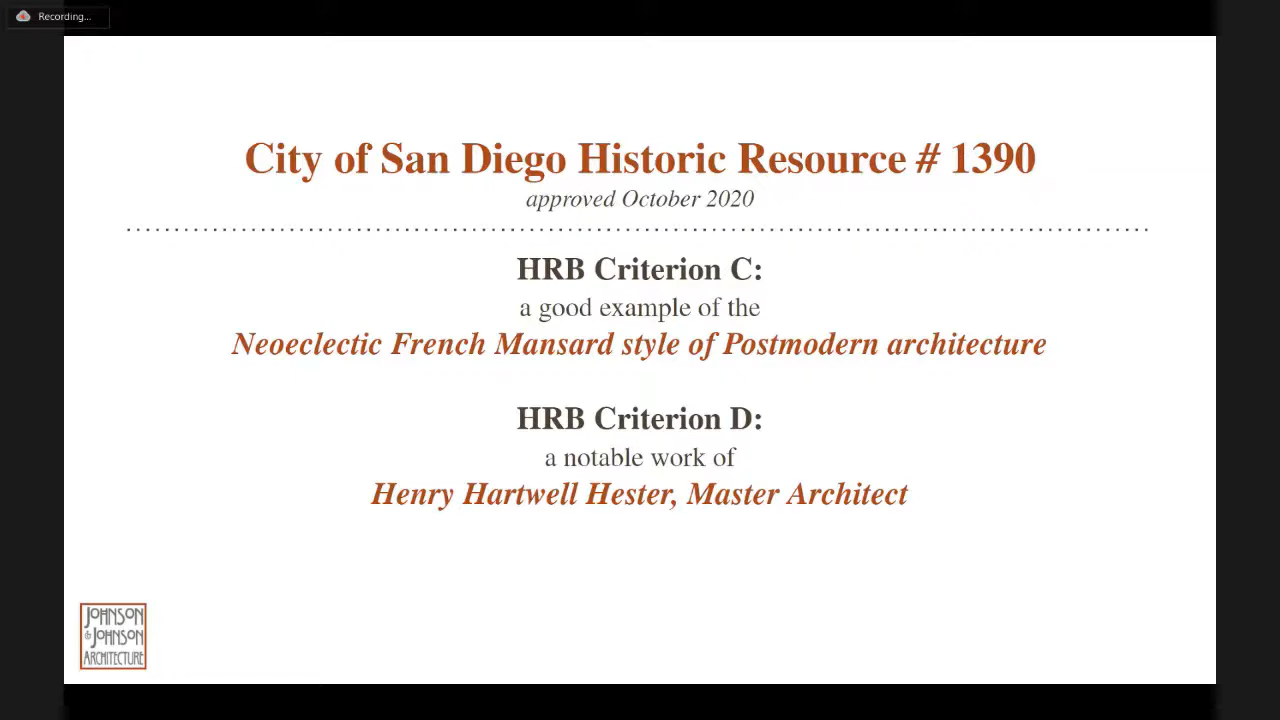 Recording...
City of San Diego Historic Resource # 1390
approved October 2020
HRB Criterion C:
a good example of the
Neoeclectic French Mansard style of Postmodern architecture
HRB Criterion D:
a notable work of
Henry Hartwell Hester, Master Architect
JOHNSON
& JOHNSON
ARCHITECTURE